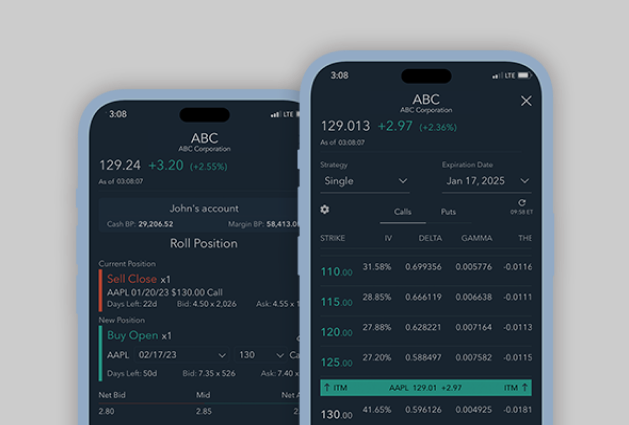 3:08
LTE
ABC
ABC Corporation
129.24 +3.20 (+2.55%)
As of 03:08:07
John's account
Cash BP: 29,206.52 Margin BP: 58,413.0
Roll Position
Current Position
Sell Close x1
AAPL 01/20/23 $130.00 Call
Days Left: 22d Bid: 4.50 x 2,026 Ask: 4.55 x 1
New Position
Buy Open x1
AAPL 02/17/23 130 Ca
Days Left: 50d Bid: 7.35 x 526 Ask: 7.40 x
Net Bid Mid Net A
2.80 2.85 2
3:08
LTE
ABC
ABC Corporation
129.013 +2.97 (+2.36%)
As of 03:08:07
Strategy Expiration Date
Single Jan 17, 2025
Calls Puts
09:58 ET
STRIKE IV DELTA GAMMA THE
110.00 31.58% 0.699356 0.005776 -0.0116
115.00 28.85% 0.666119 0.006638 -0.0111
120.00 27.88% 0.628221 0.007164 -0.0113
125.00 27.20% 0.588497 0.007582 -0.0115
↑ ITM AAPL 129.01 +2.97 ITM ↑
130.00 41.65% 0.596126 0.004925 -0.0181